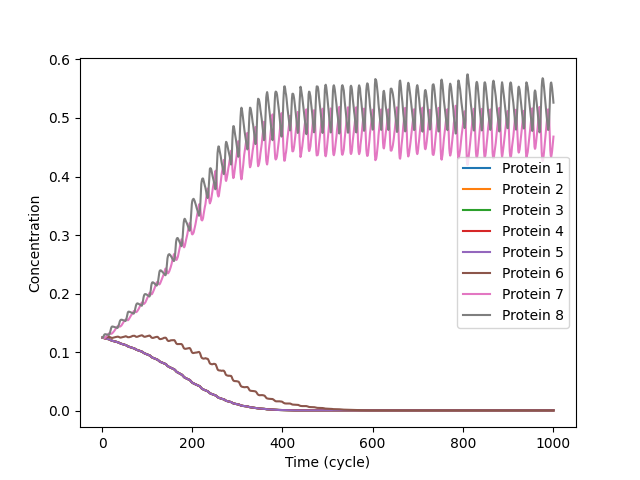 0.6
0.5
0.4
0.3
0.2
0.1
0.0
Concentration
0 200 400 600 800 1000
Time (cycle)
Protein 1
Protein 2
Protein 3
Protein 4
Protein 5
Protein 6
Protein 7
Protein 8